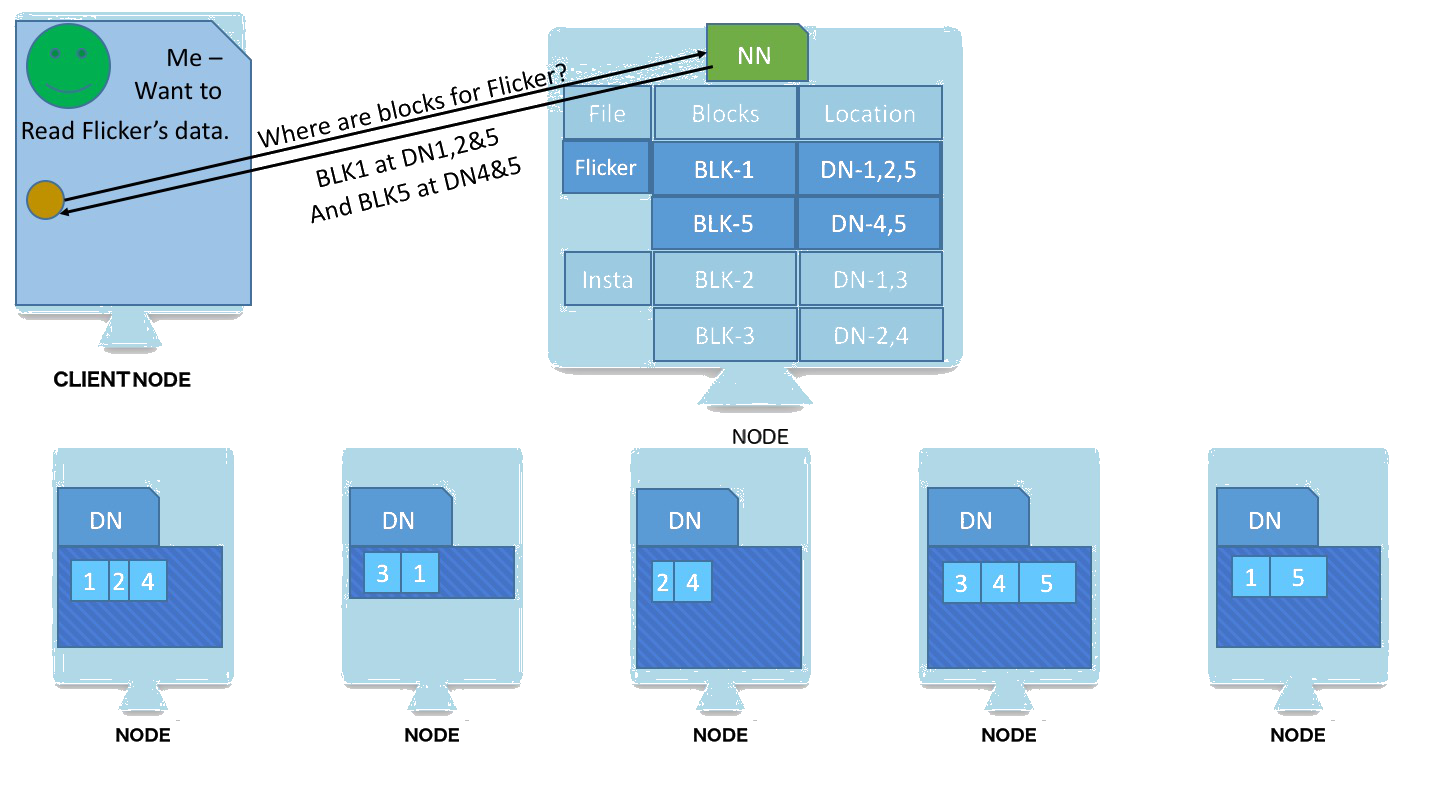 Me –
Want to
Read Flicker’s data.
Where are blocks for Flicker?
BLK1 at DN1,2&5
And BLK5 at DN4&5
NN
File Blocks Location
Flicker BLK-1 DN-1,2,5
BLK-5 DN-4,5
Insta BLK-2 DN-1,3
BLK-3 DN-2,4
CLIENTNODE
NODE
DN DN DN DN DN
1 2 4 3 1 2 4 3 4 5 1 5
NODE NODE NODE NODE NODE